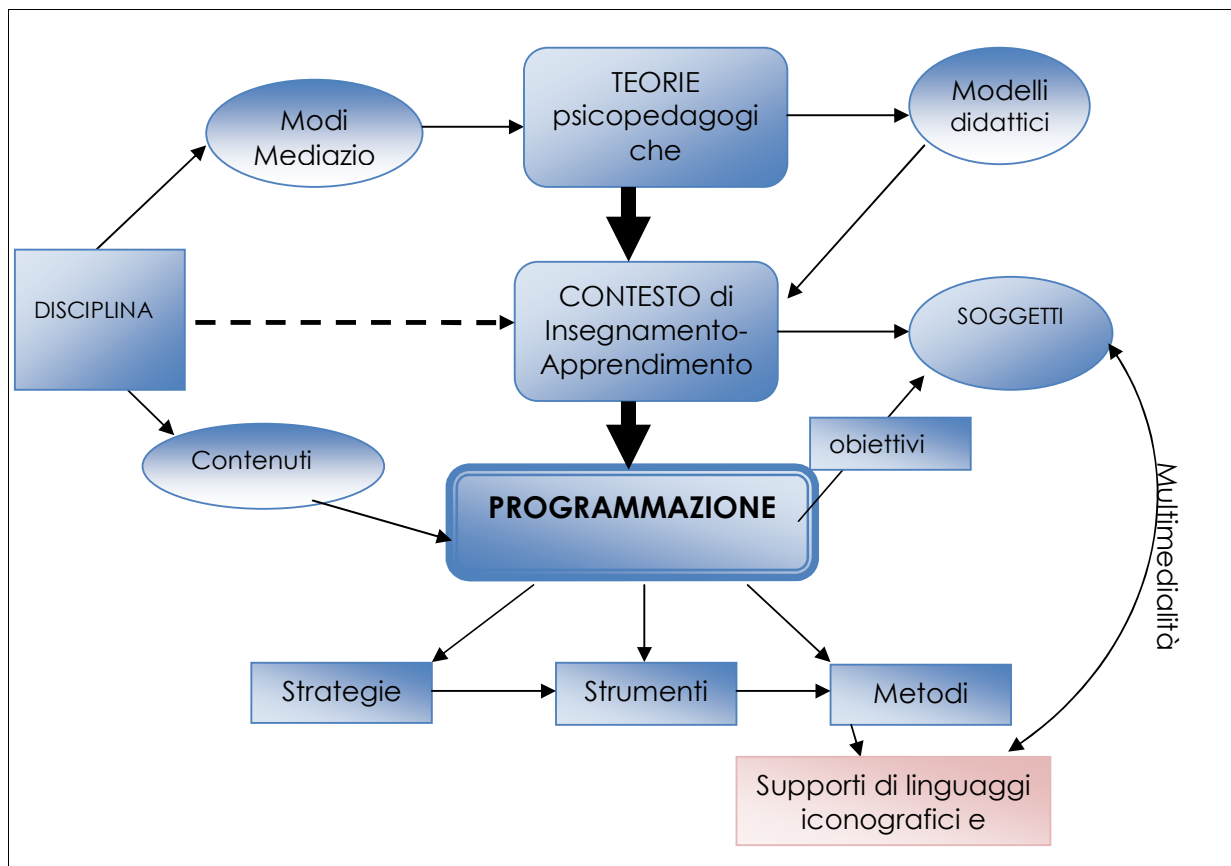 TEORIE
psicopedagogi
che
Modi
Mediazio
Modelli
didattici
DISCIPLINA
CONTESTO di
Insegnamento-
Apprendimento
SOGGETTI
obiettivi
Contenuti
PROGRAMMAZIONE
Multimedialità
Strategie
Strumenti
Metodi
Supporti di linguaggi
iconografici e